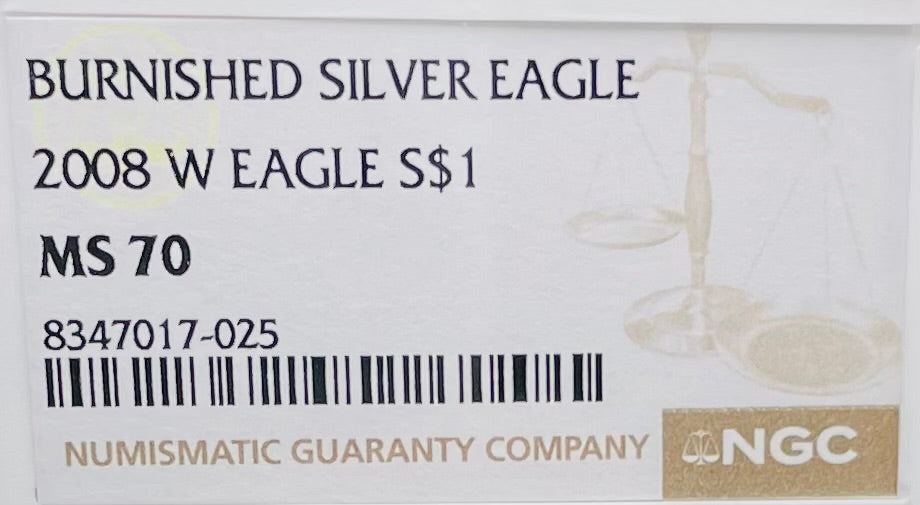 BURNISHED SILVER EAGLE
2008 W EAGLE S$1
MS 70
8347017-025
NUMISMATIC GUARANTY COMPANY
NGC